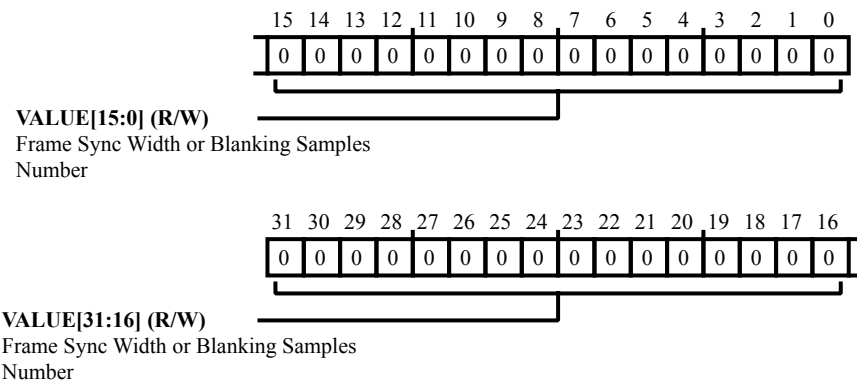 15 14 13 12 11 10 9 8 7 6 5 4 3 2 1 0
0 0 0 0 0 0 0 0 0 0 0 0 0 0 0 0
VALUE[15:0] (R/W)
Frame Sync Width or Blanking Samples
Number
31 30 29 28 27 26 25 24 23 22 21 20 19 18 17 16
0 0 0 0 0 0 0 0 0 0 0 0 0 0 0 0
VALUE[31:16] (R/W)
Frame Sync Width or Blanking Samples
Number